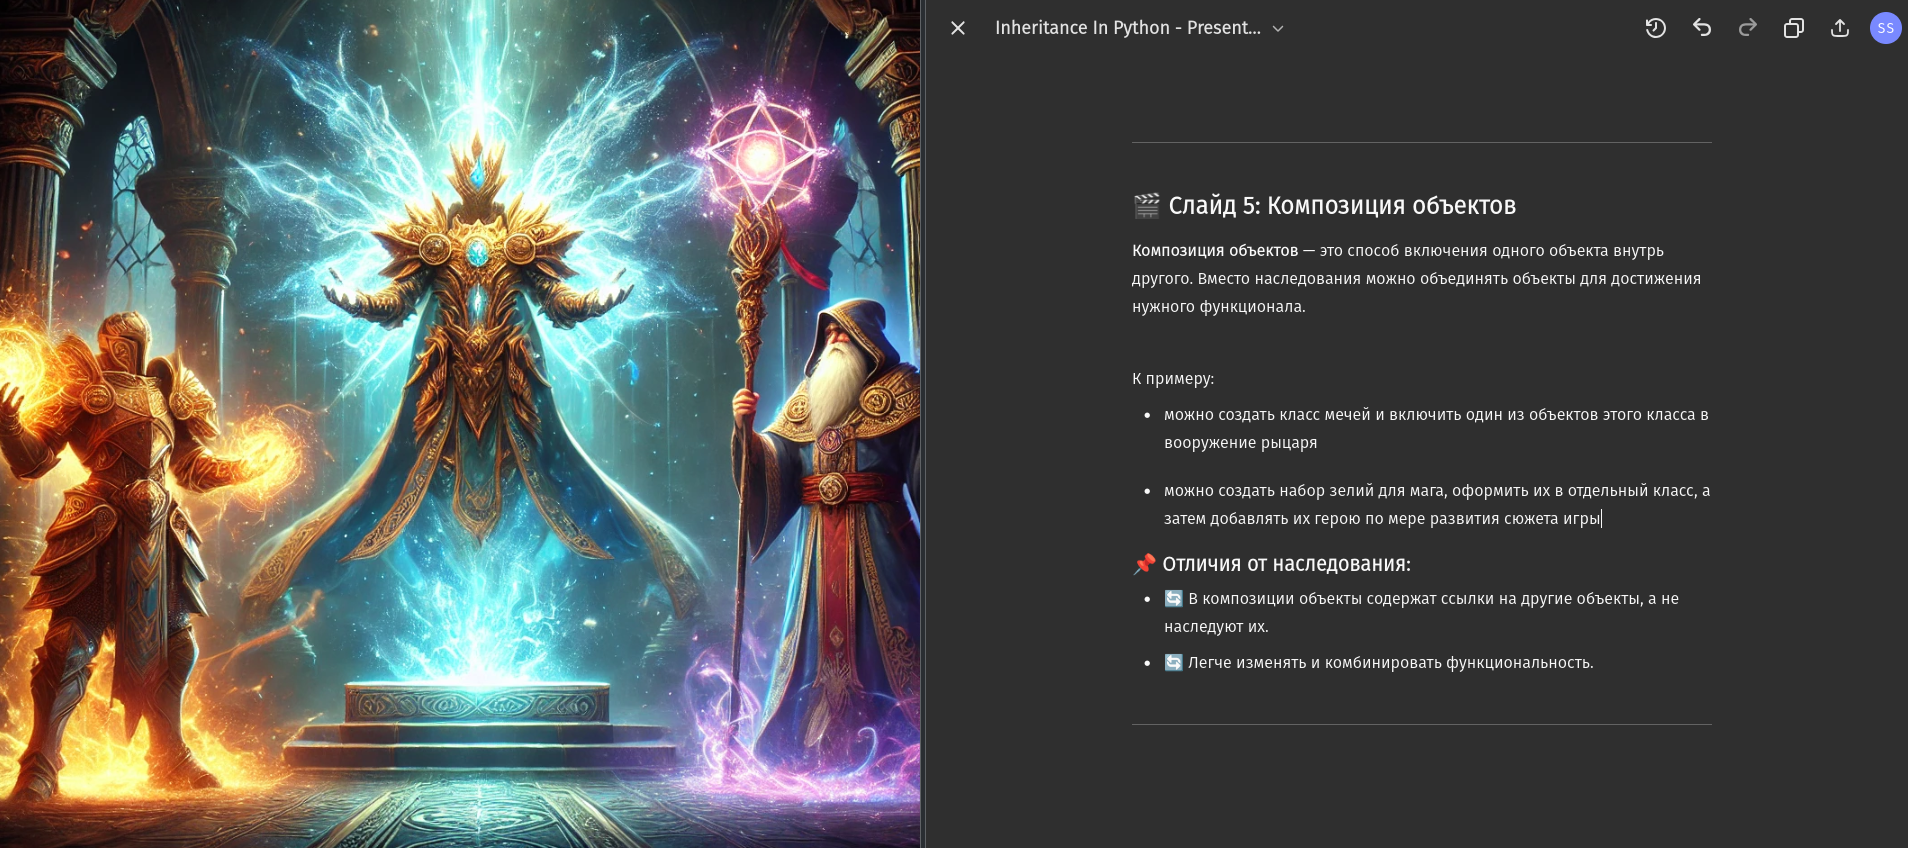 Inheritance In Python - Present...
SS
🎬 Слайд 5: Композиция объектов
Композиция объектов — это способ включения одного объекта внутрь
другого. Вместо наследования можно объединять объекты для достижения
нужного функционала.
К примеру:
• можно создать класс мечей и включить один из объектов этого класса в
вооружение рыцаря
• можно создать набор зелий для мага, оформить их в отдельный класс, а
затем добавлять их герою по мере развития сюжета игры
📌 Отличия от наследования:
• 🔄 В композиции объекты содержат ссылки на другие объекты, а не
наследуют их.
• 🔄 Легче изменять и комбинировать функциональность.